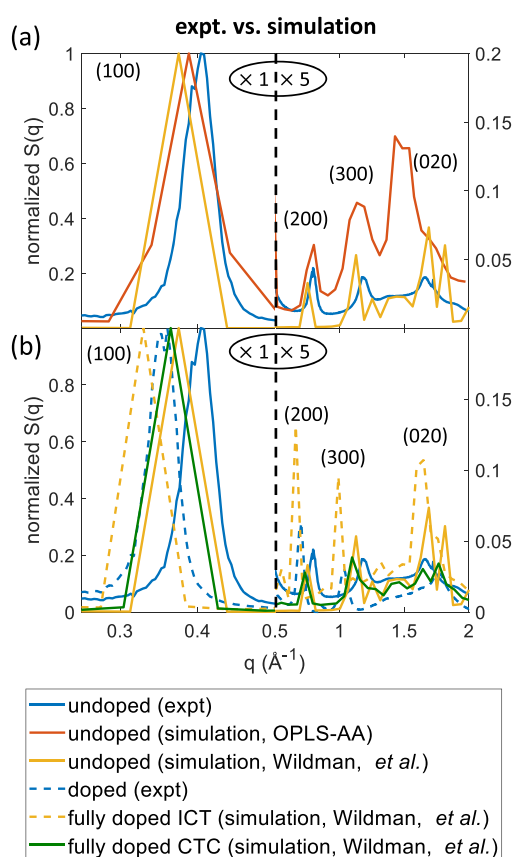 expt. vs. simulation
(a)
(100)
× 1 × 5
(200)
(300)
(020)
normalized S(q)
1
0.8
0.6
0.4
0.2
0.2
0.15
0.1
0.05
0
(b)
(100)
× 1 × 5
(200)
(300)
(020)
normalized S(q)
0.8
0.6
0.4
0.2
0
0.15
0.1
0.05
0
0.3 0.4 0.5 1 1.5 2
q (Å⁻¹)
undoped (expt)
undoped (simulation, OPLS-AA)
undoped (simulation, Wildman, et al.)
doped (expt)
fully doped ICT (simulation, Wildman, et al.)
fully doped CTC (simulation, Wildman, et al.)